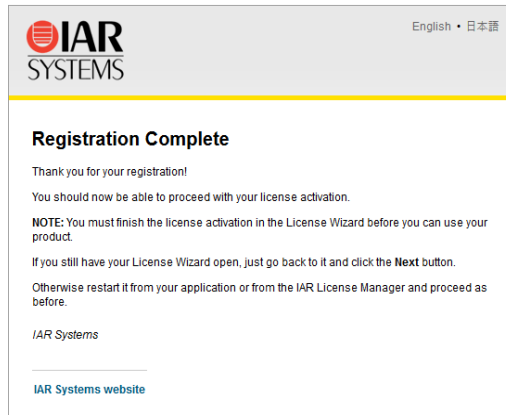 IAR
SYSTEMS
English • 日本語
Registration Complete
Thank you for your registration!
You should now be able to proceed with your license activation.
NOTE: You must finish the license activation in the License Wizard before you can use your
product.
If you still have your License Wizard open, just go back to it and click the Next button.
Otherwise restart it from your application or from the IAR License Manager and proceed as
before.
IAR Systems
IAR Systems website